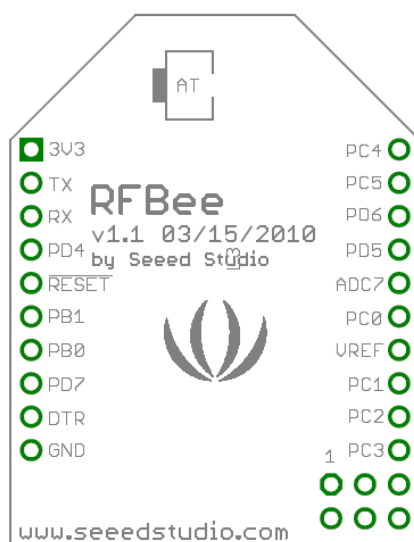 AT
3V3
TX
RX
PD4
RESET
PB1
PB0
PD7
DTR
GND
RFBee
v1.1 03/15/2010
by Seeed Studio
PC4
PC5
PD6
PD5
ADC7
PC0
VREF
PC1
PC2
PC3
1
www.seeedstudio.com